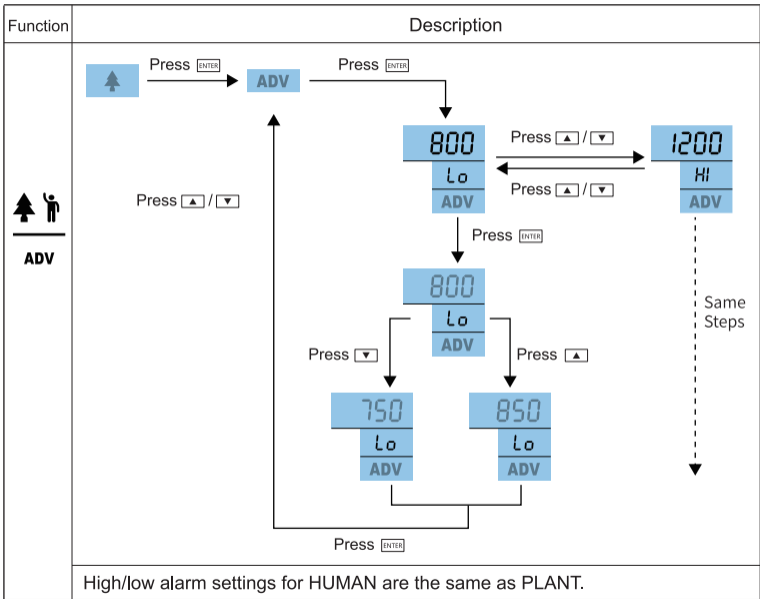 Function
Description
Press ENTER
ADV
Press ENTER
800
Lo
ADV
Press ▲ / ▼
Press ▲ / ▼
1200
HI
ADV
Press ▲ / ▼
ADV
Press ENTER
800
Lo
ADV
Same
Steps
Press ▼
Press ▲
750
Lo
ADV
850
Lo
ADV
Press ENTER
High/low alarm settings for HUMAN are the same as PLANT.